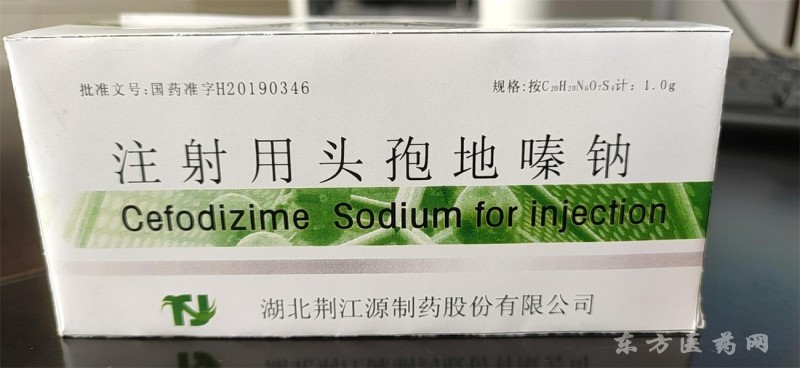 批准文号:国药准字H20190346
规格:按C₂₀H₂₀N₆O₇S₄计: 1.0g
注射用头孢地嗪钠
Cefodizime Sodium for injection
TJ
湖北荆江源制药股份有限公司
东方医药网